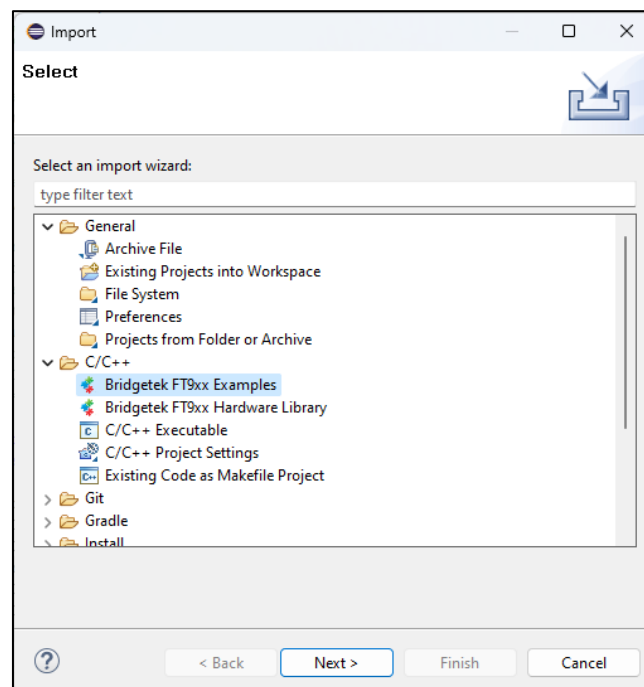 Import
Select
Select an import wizard:
type filter text
General
Archive File
Existing Projects into Workspace
File System
Preferences
Projects from Folder or Archive
C/C++
Bridgetek FT9xx Examples
Bridgetek FT9xx Hardware Library
C/C++ Executable
C/C++ Project Settings
Existing Code as Makefile Project
Git
Gradle
Install
? < Back Next > Finish Cancel